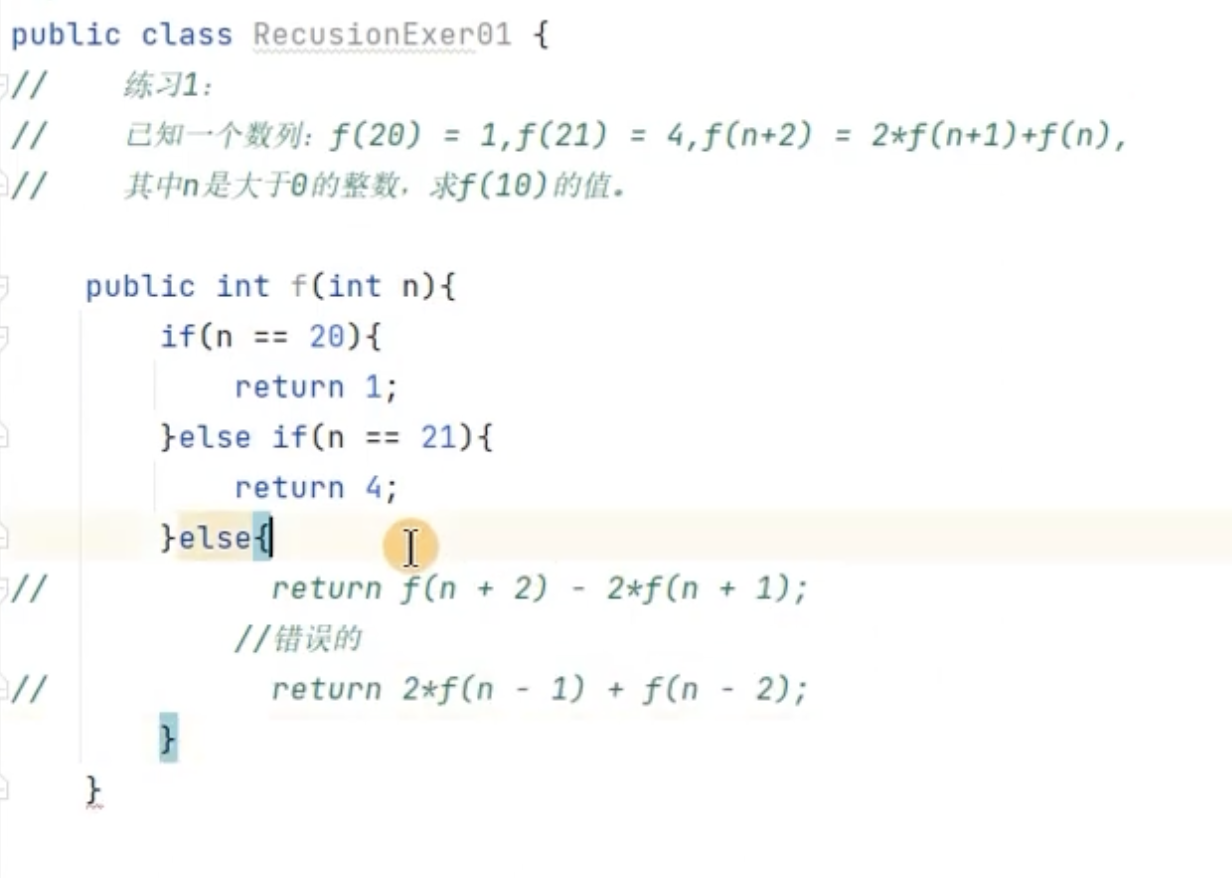 public class RecusionExer01 {
//    练习1：
//    已知一个数列：f(20) = 1,f(21) = 4,f(n+2) = 2*f(n+1)+f(n),
//    其中n是大于0的整数，求f(10)的值。
    public int f(int n){
        if(n == 20){
            return 1;
        }else if(n == 21){
            return 4;
        }else{
//            return f(n + 2) - 2*f(n + 1);
            //错误的
//            return 2*f(n - 1) + f(n - 2);
        }
    }